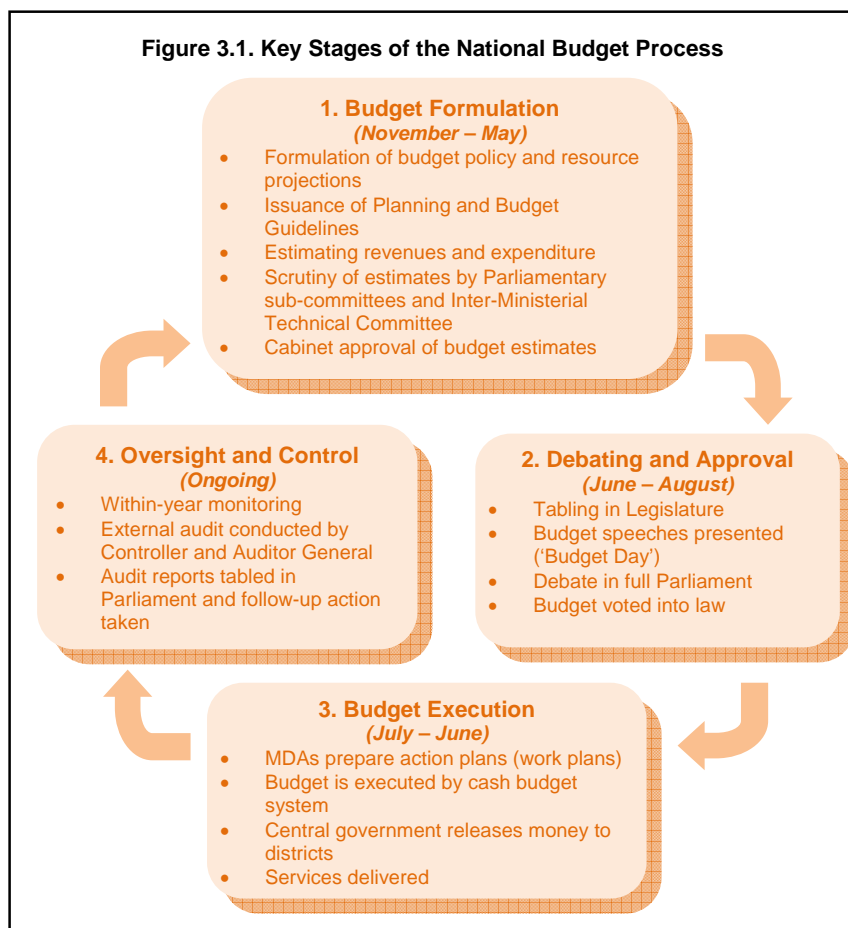 Figure 3.1. Key Stages of the National Budget Process
1. Budget Formulation
(November – May)
• Formulation of budget policy and resource
projections
• Issuance of Planning and Budget
Guidelines
• Estimating revenues and expenditure
• Scrutiny of estimates by Parliamentary
sub-committees and Inter-Ministerial
Technical Committee
• Cabinet approval of budget estimates
2. Debating and Approval
(June – August)
• Tabling in Legislature
• Budget speeches presented
(‘Budget Day’)
• Debate in full Parliament
• Budget voted into law
3. Budget Execution
(July – June)
• MDAs prepare action plans (work plans)
• Budget is executed by cash budget
system
• Central government releases money to
districts
• Services delivered
4. Oversight and Control
(Ongoing)
• Within-year monitoring
• External audit conducted by
Controller and Auditor General
• Audit reports tabled in
Parliament and follow-up action
taken